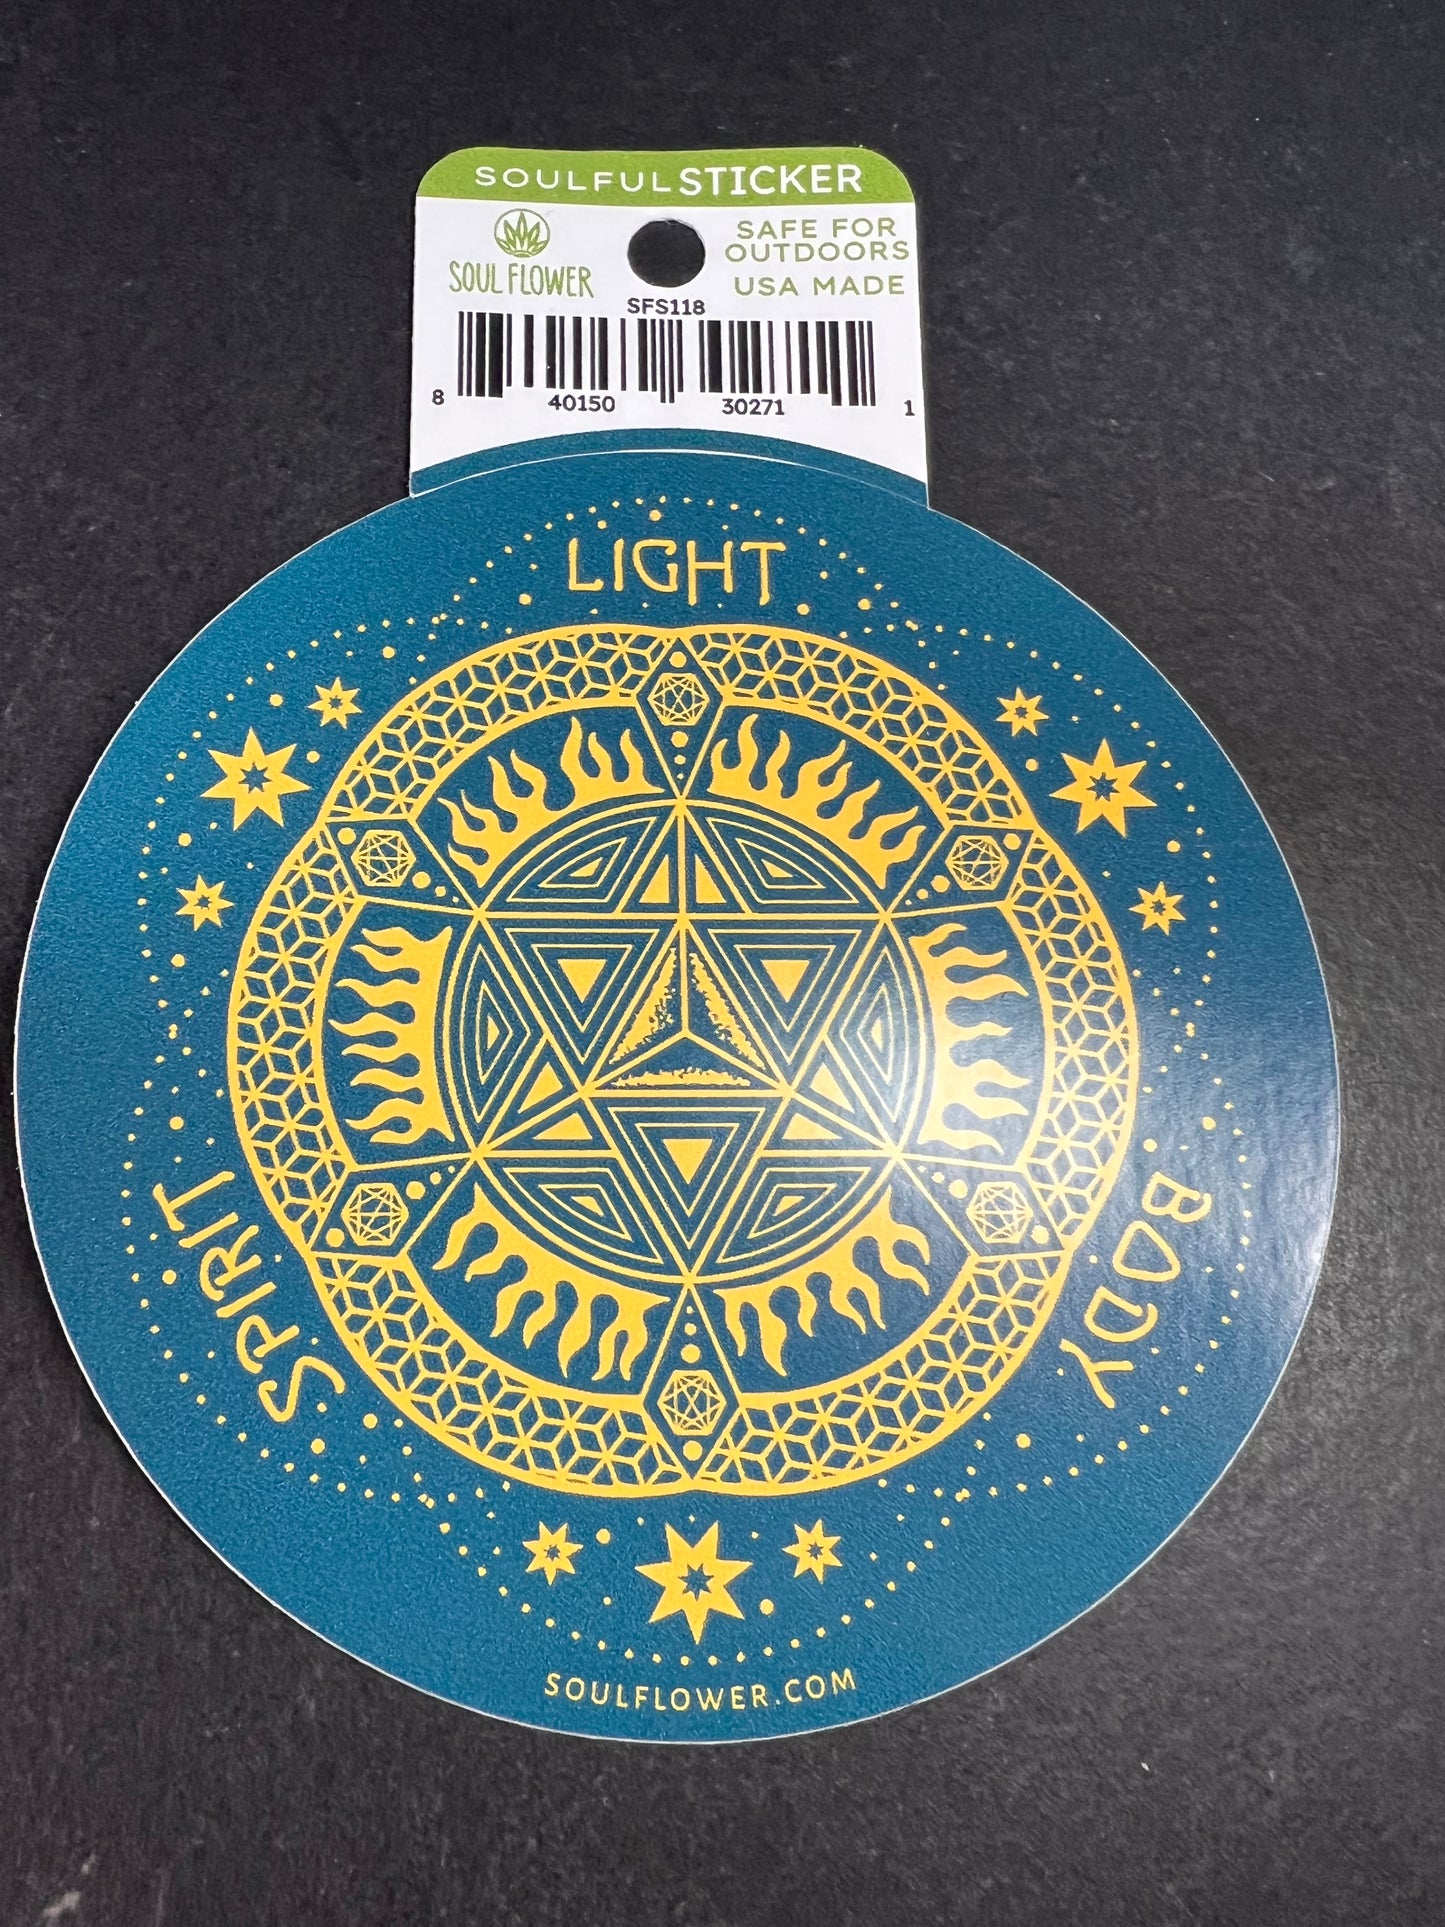 SOULFULSTICKER
SOUL FLOWER
SAFE FOR
OUTDOORS
USA MADE
SFS118
8 40150 30271 1
LIGHT
SPIRIT
BODY
SOULFLOWER.COM